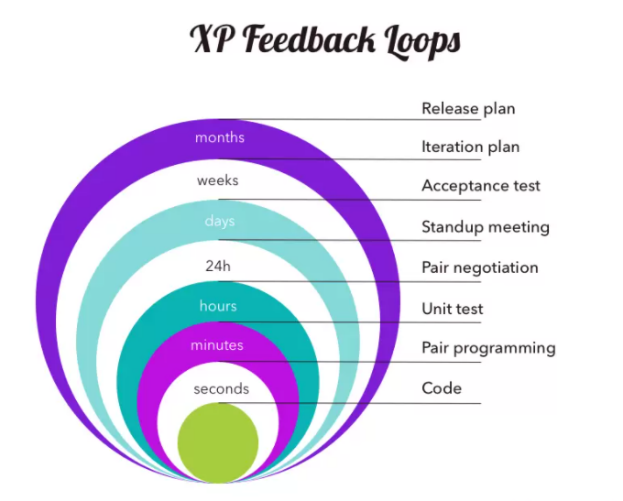 XP Feedback Loops
Release plan
months
Iteration plan
weeks
Acceptance test
days
Standup meeting
24h
Pair negotiation
hours
Unit test
minutes
Pair programming
seconds
Code